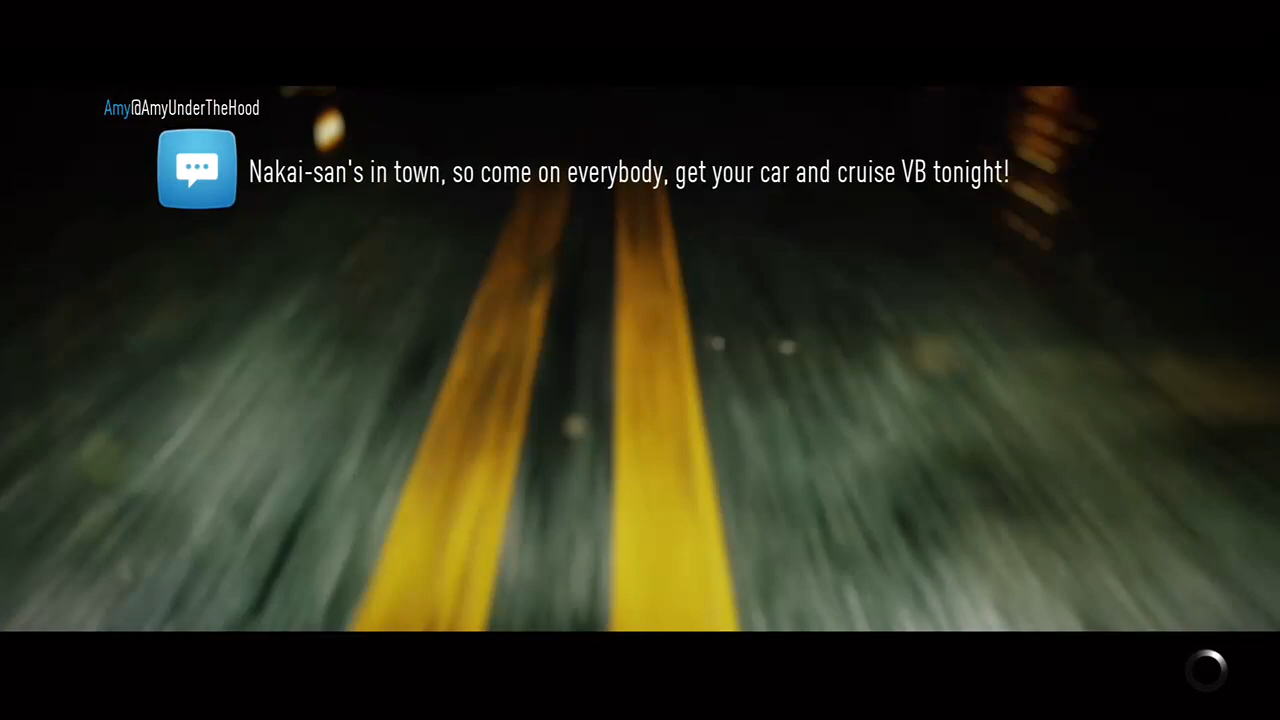 Amy@AmyUnderTheHood
Nakai-san's in town, so come on everybody, get your car and cruise VB tonight!